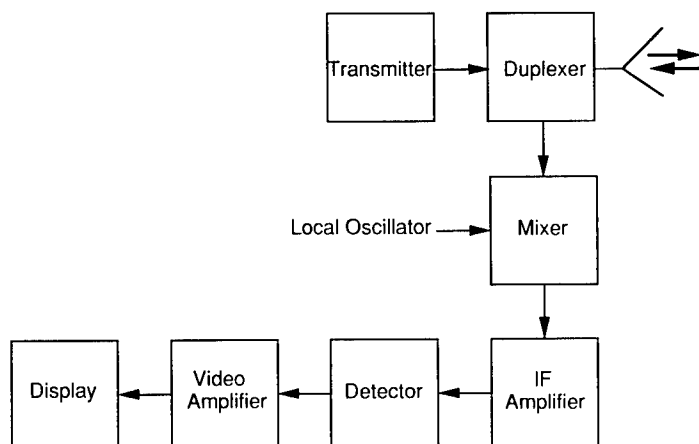 Transmitter
Duplexer
Local Oscillator
Mixer
Display
Video
Amplifier
Detector
IF
Amplifier